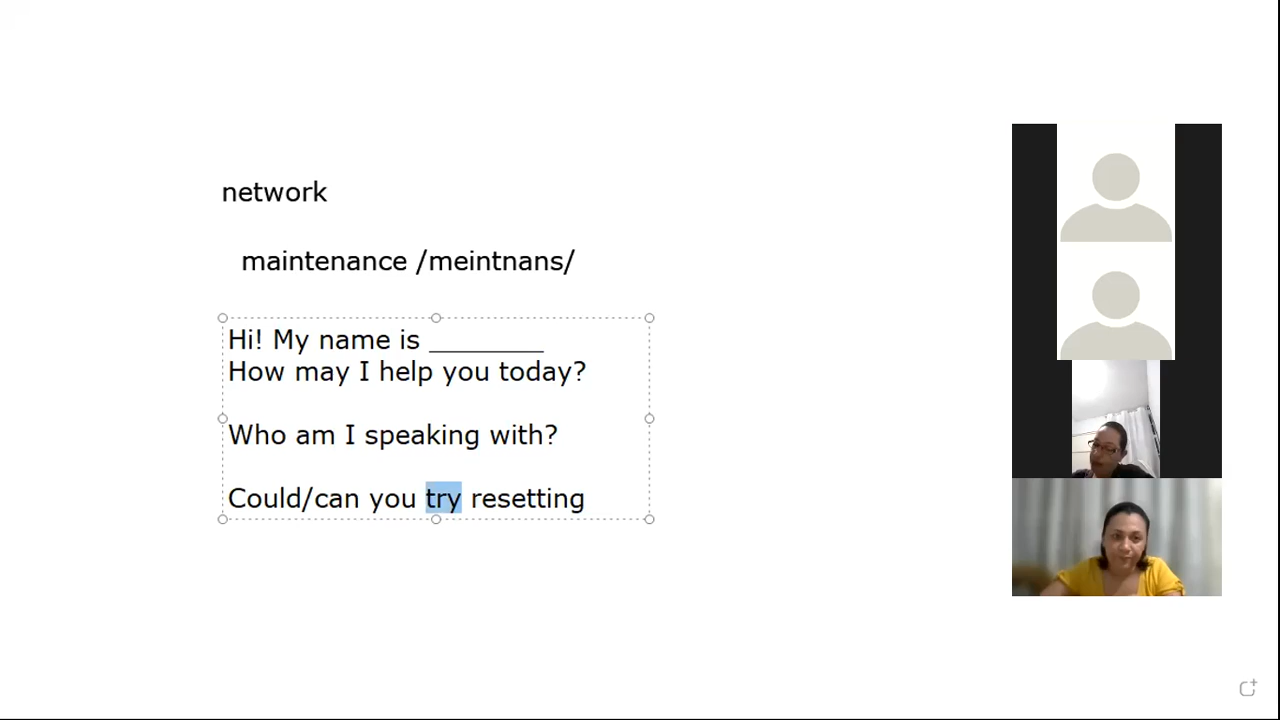 network
maintenance /meintnans/
Hi! My name is _________
How may I help you today?
Who am I speaking with?
Could/can you try resetting